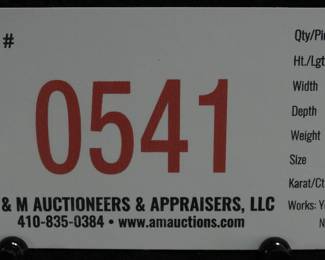 #
0541
& M AUCTIONEERS & APPRAISERS, LLC
410-835-0384 • www.amauctions.com
Qty/Pi
Ht./Lgt
Width
Depth
Weight
Size
Karat/Ct
Works: Y
N